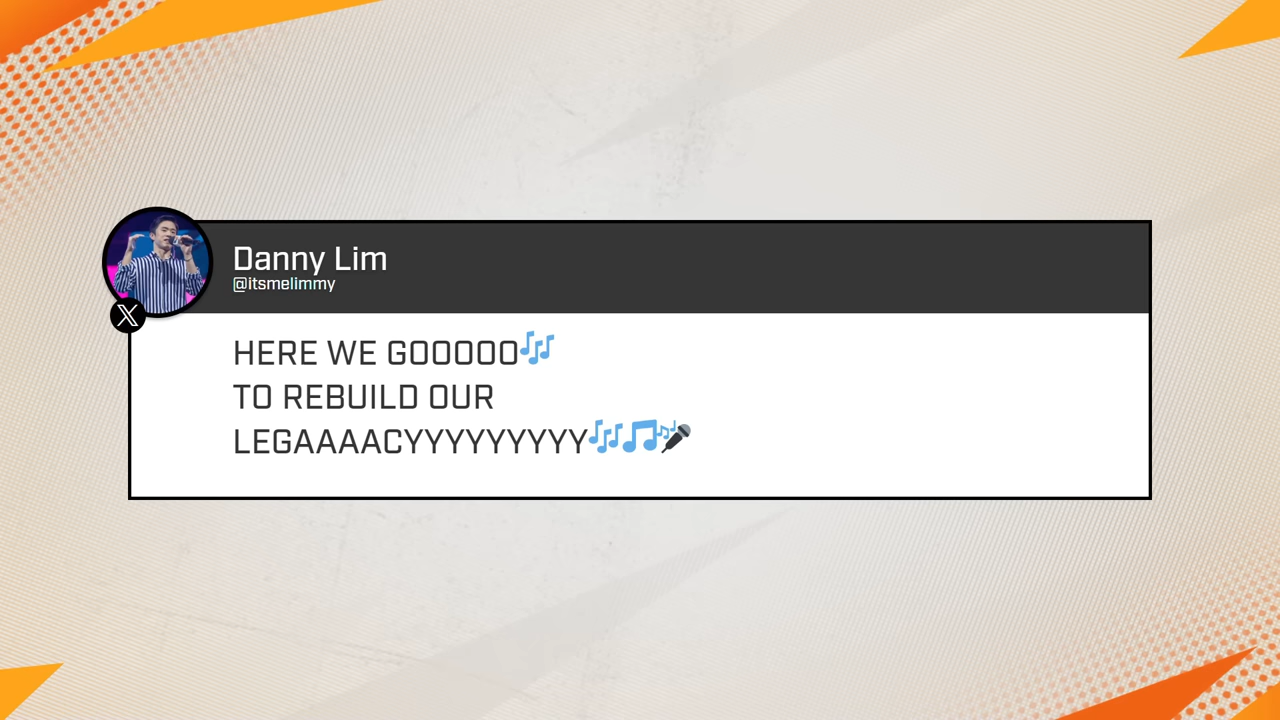 Danny Lim
@itsmelimmy
HERE WE GOOOOO🎶
TO REBUILD OUR
LEGAAAACYYYYYYYYY🎶🎵🎶🎤